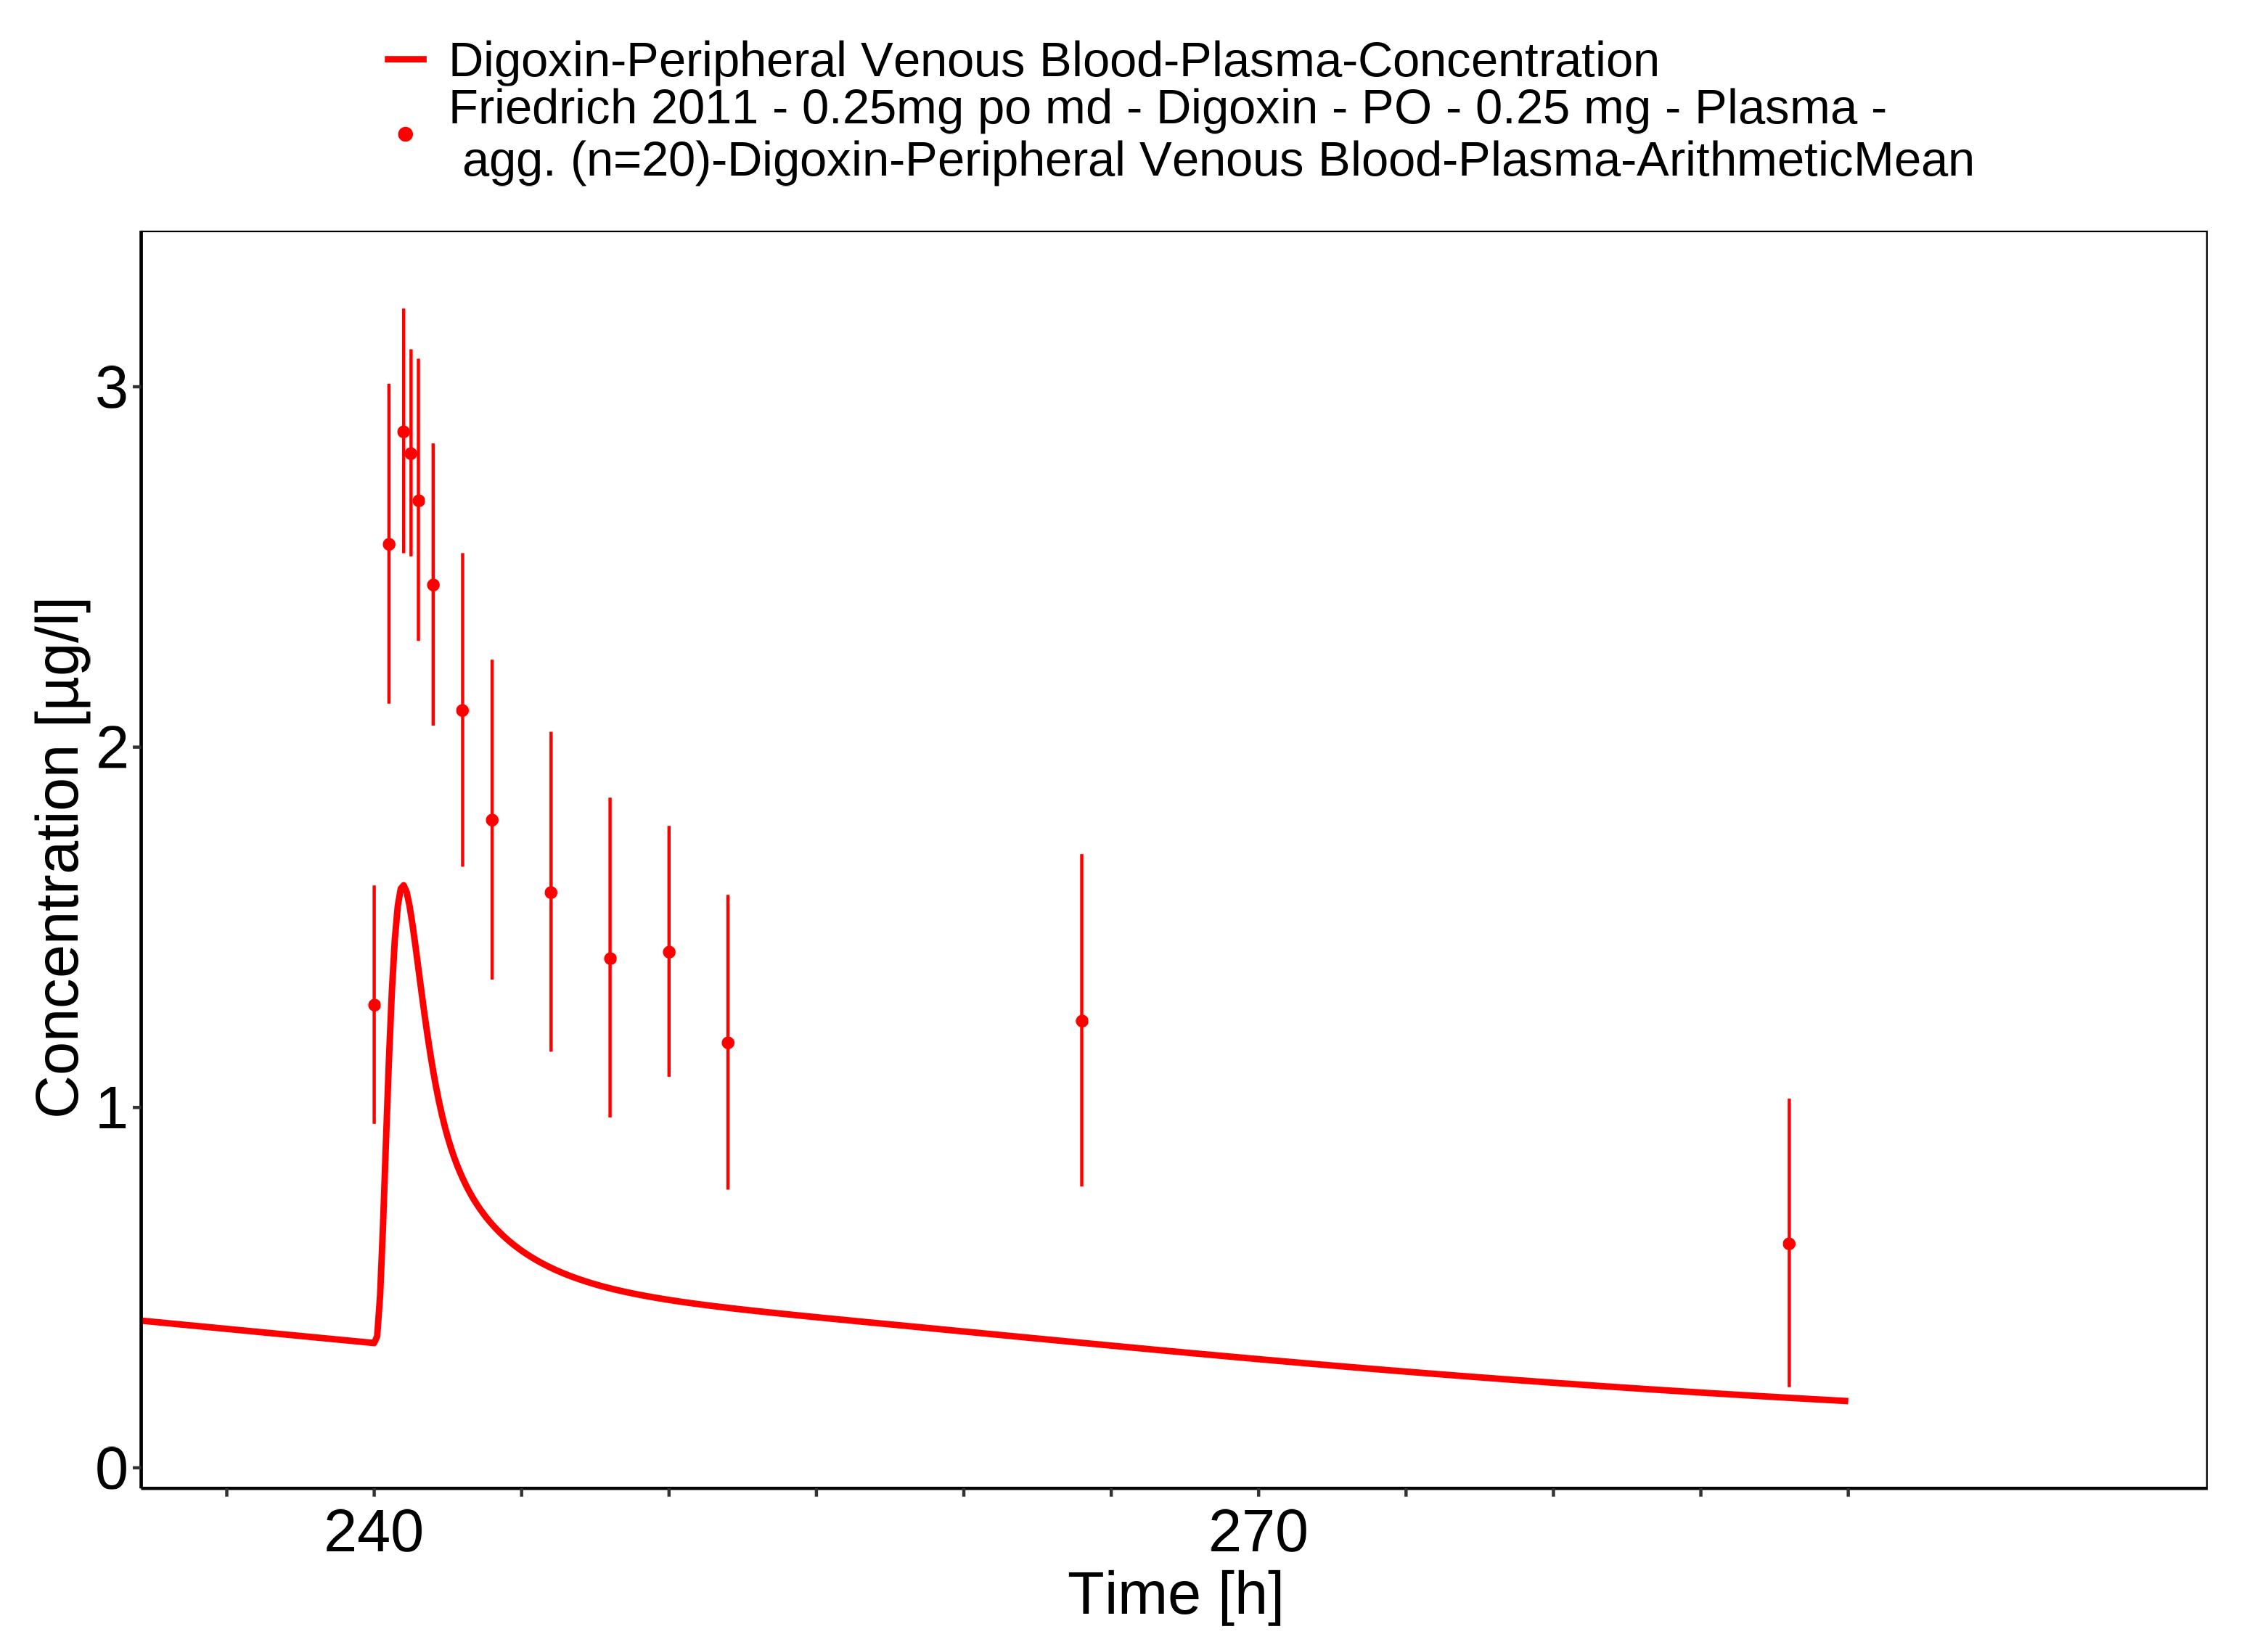 Digoxin-Peripheral Venous Blood-Plasma-Concentration
Friedrich 2011 - 0.25mg po md - Digoxin - PO - 0.25 mg - Plasma -
agg. (n=20)-Digoxin-Peripheral Venous Blood-Plasma-ArithmeticMean
3
2
1
0
Concentration [µg/l]
240 270
Time [h]